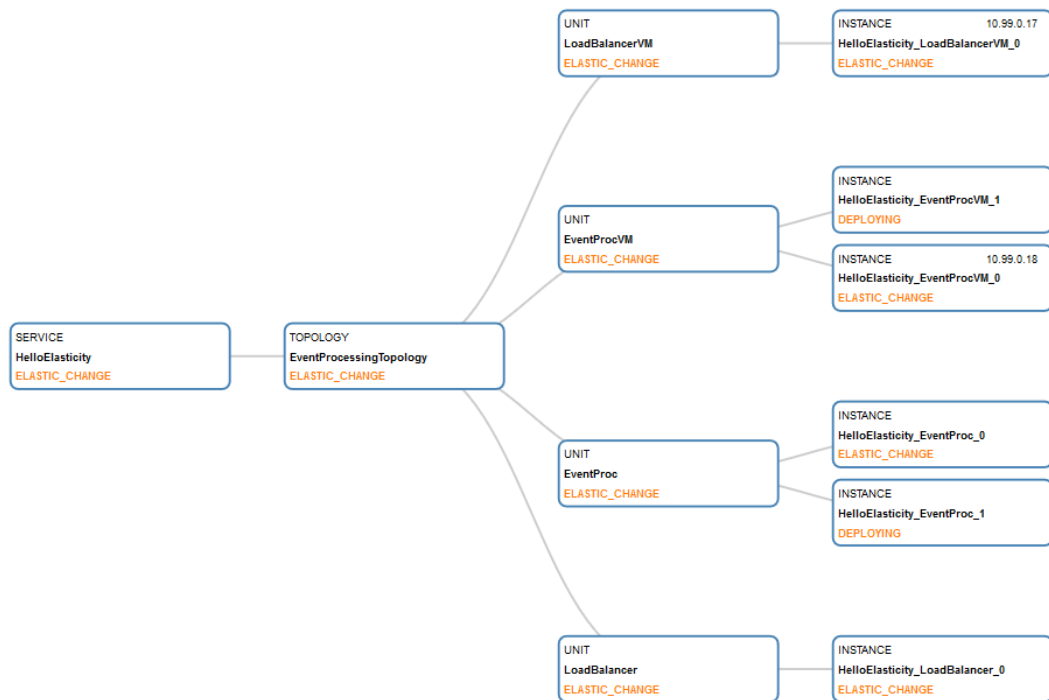 UNIT
LoadBalancerVM
ELASTIC_CHANGE
INSTANCE 10.99.0.17
HelloElasticity_LoadBalancerVM_0
ELASTIC_CHANGE
INSTANCE
HelloElasticity_EventProcVM_1
DEPLOYING
UNIT
EventProcVM
ELASTIC_CHANGE
INSTANCE 10.99.0.18
HelloElasticity_EventProcVM_0
ELASTIC_CHANGE
SERVICE
HelloElasticity
ELASTIC_CHANGE
TOPOLOGY
EventProcessingTopology
ELASTIC_CHANGE
INSTANCE
HelloElasticity_EventProc_0
ELASTIC_CHANGE
UNIT
EventProc
ELASTIC_CHANGE
INSTANCE
HelloElasticity_EventProc_1
DEPLOYING
UNIT
LoadBalancer
ELASTIC_CHANGE
INSTANCE
HelloElasticity_LoadBalancer_0
ELASTIC_CHANGE